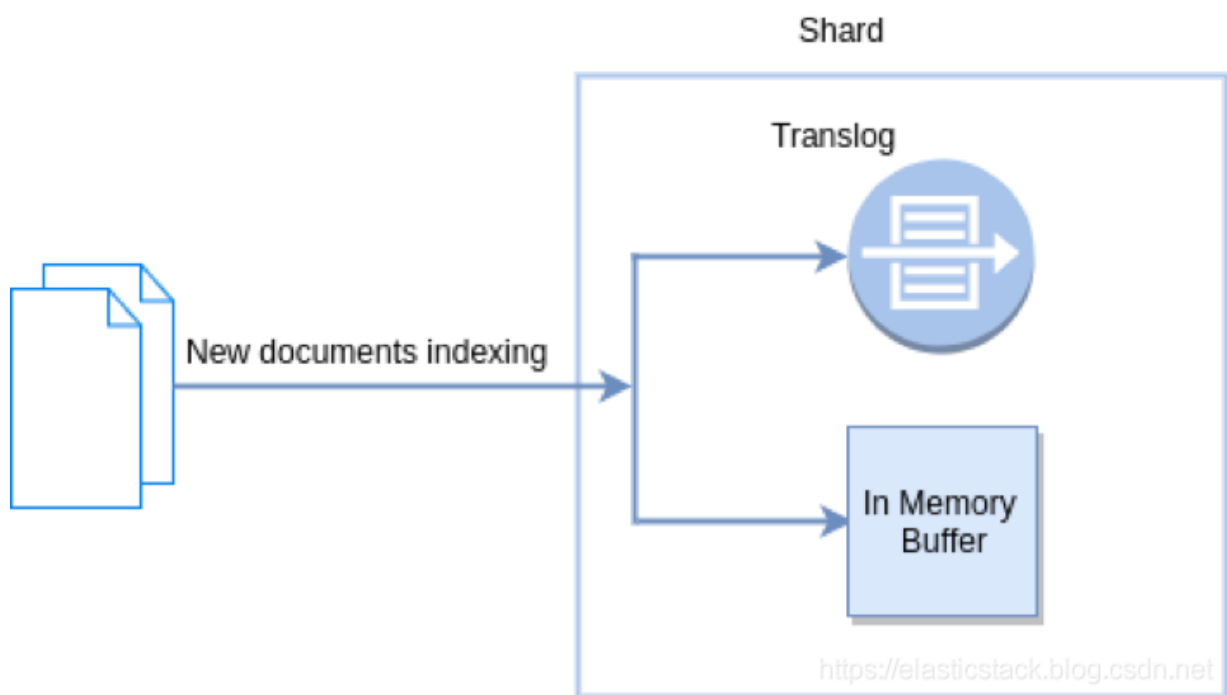 Shard
Translog
New documents indexing
In Memory
Buffer
https://elasticstack.blog.csdn.net